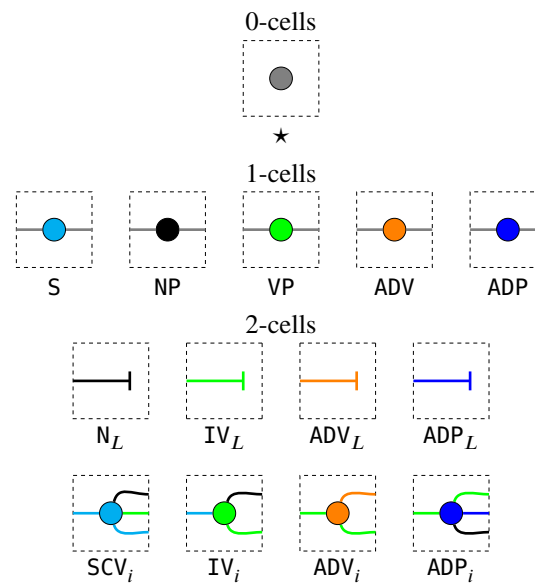 0-cells
⋆
1-cells
S NP VP ADV ADP
2-cells
N_L IV_L ADV_L ADP_L
SCV_i IV_i ADV_i ADP_i